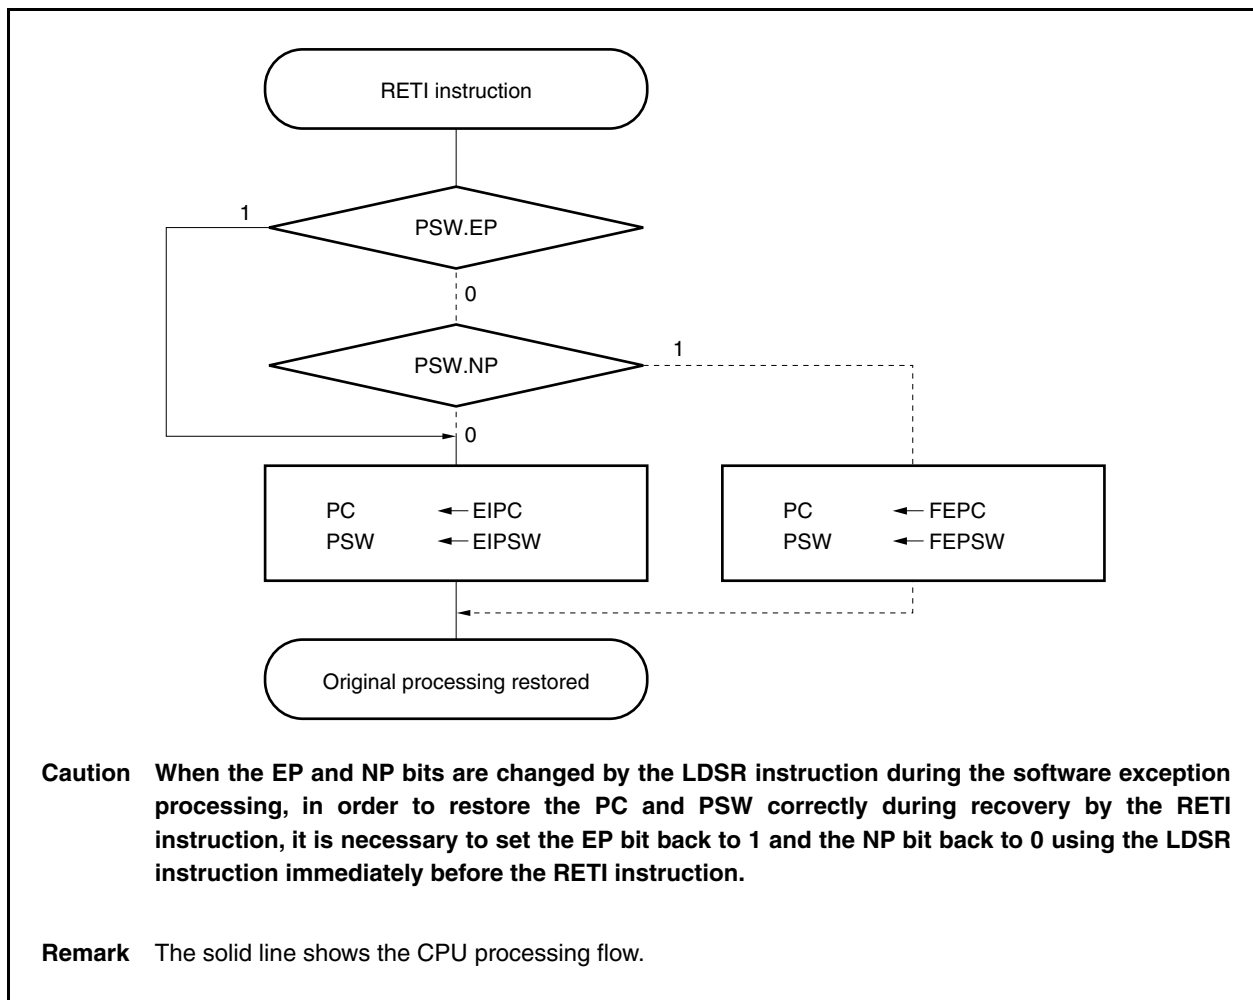 RETI instruction
1
PSW.EP
0
PSW.NP
1
0
PC ← EIPC
PSW ← EIPSW
PC ← FEPC
PSW ← FEPSW
Original processing restored
Caution When the EP and NP bits are changed by the LDSR instruction during the software exception
processing, in order to restore the PC and PSW correctly during recovery by the RETI
instruction, it is necessary to set the EP bit back to 1 and the NP bit back to 0 using the LDSR
instruction immediately before the RETI instruction.
Remark The solid line shows the CPU processing flow.